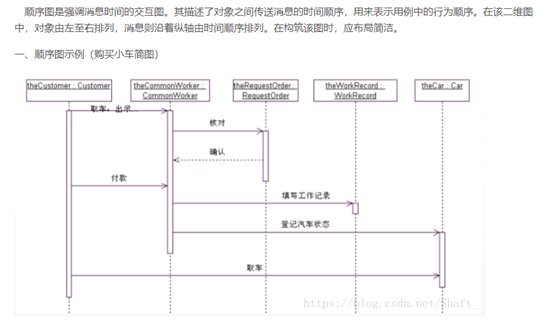 顺序图是强调消息时间的交互图。其描述了对象之间传送消息的时间顺序，用来表示用例中的行为顺序。在该二维图
中，对象由左至右排列，消息则沿着纵轴由时间顺序排列。在构筑该图时，应布局简洁。
一、顺序图示例（购买小车简图）
theCustomer : Customer
theCommonWorker :
CommonWorker
theRequestOrder :
RequestOrder
theWorkRecord :
WorkRecord
theCar : Car
取车，出示...
核对
确认
付款
填写工作记录
登记汽车状态
取车
https://blog.csdn.net/Shaft_